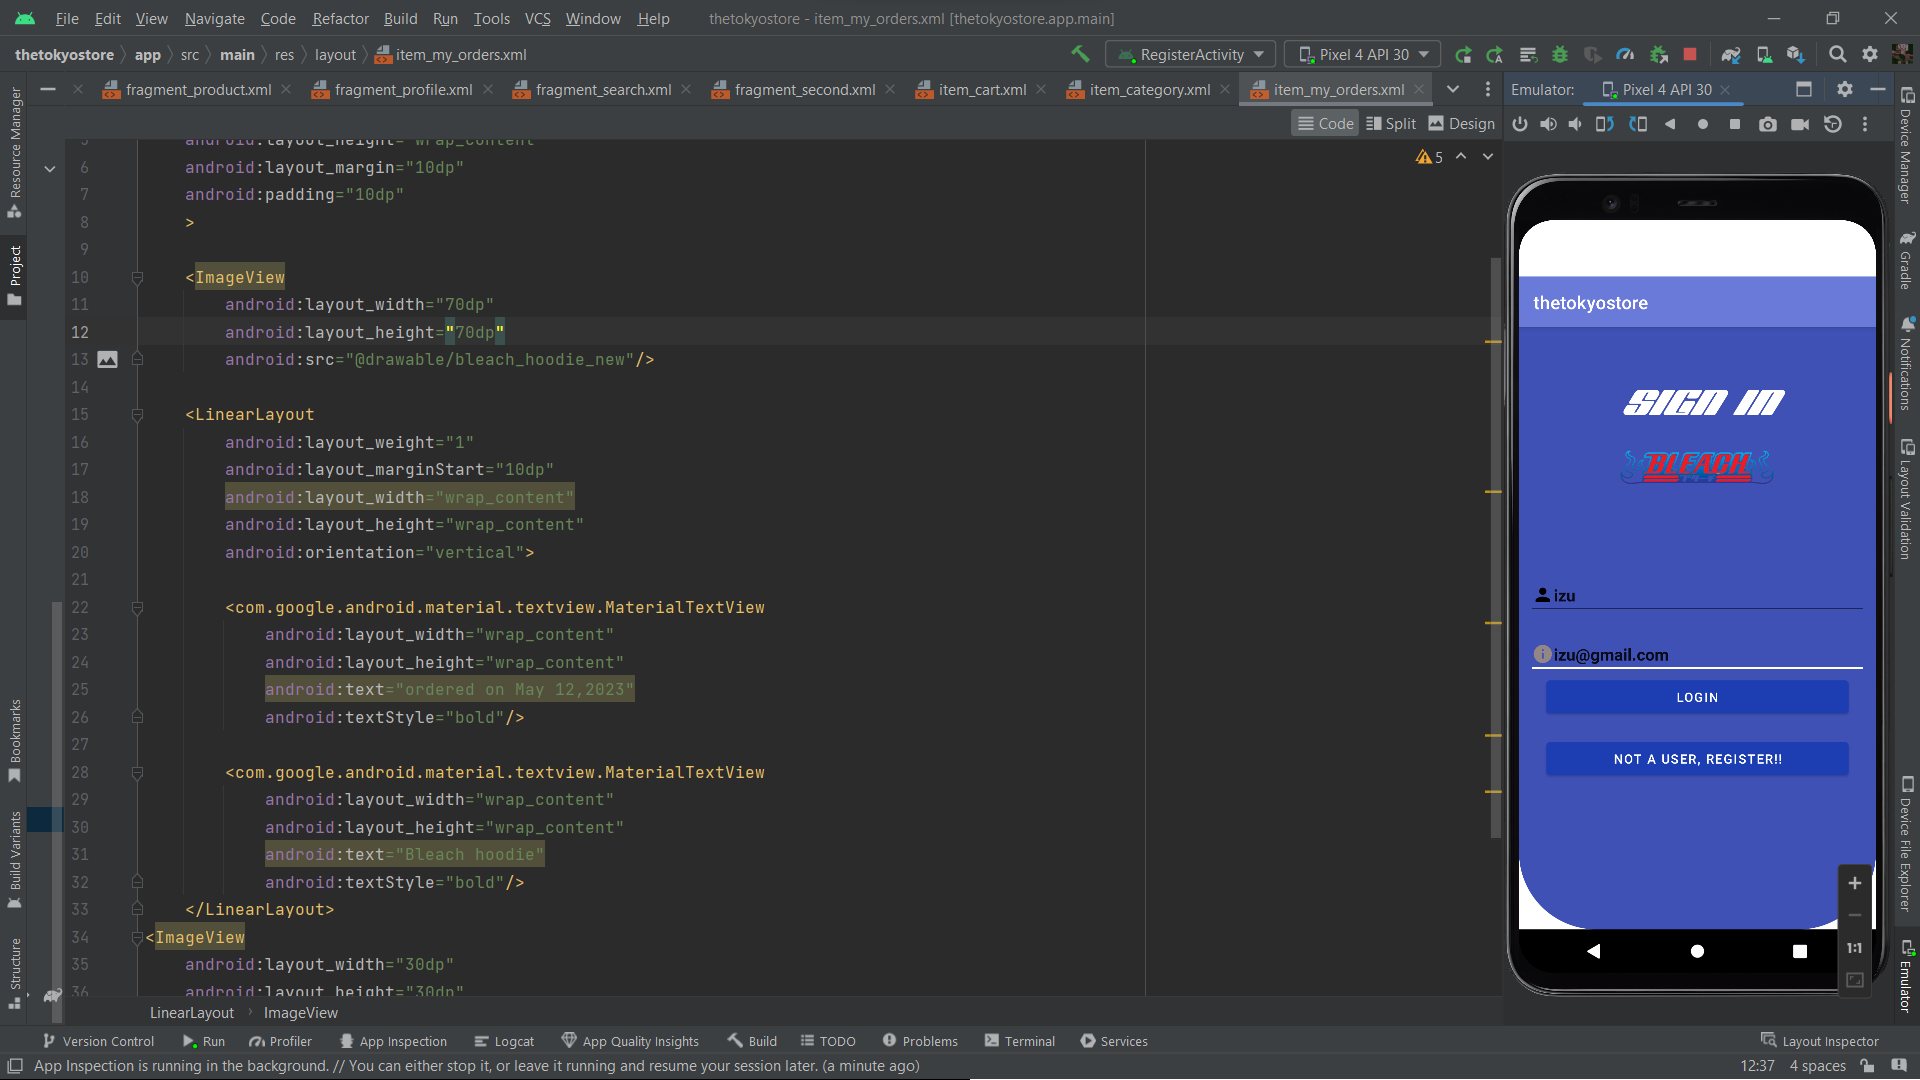 File Edit View Navigate Code Refactor Build Run Tools VCS Window Help thetokyostore - item_my_orders.xml [thetokyostore.app.main]
thetokyostore app src main res layout item_my_orders.xml RegisterActivity Pixel 4 API 30
fragment_product.xml fragment_profile.xml fragment_search.xml fragment_second.xml item_cart.xml item_category.xml item_my_orders.xml Emulator: Pixel 4 API 30
Code Split Design
5 android:layout_height="wrap_content"
5
6 android:layout_margin="10dp"
7 android:padding="10dp"
8 >
9
10 <ImageView
11 android:layout_width="70dp"
12 android:layout_height="70dp"
13 android:src="@drawable/bleach_hoodie_new"/>
14
15 <LinearLayout
16 android:layout_weight="1"
17 android:layout_marginStart="10dp"
18 android:layout_width="wrap_content"
19 android:layout_height="wrap_content"
20 android:orientation="vertical">
21
22 <com.google.android.material.textview.MaterialTextView
23 android:layout_width="wrap_content"
24 android:layout_height="wrap_content"
25 android:text="ordered on May 12,2023"
26 android:textStyle="bold"/>
27
28 <com.google.android.material.textview.MaterialTextView
29 android:layout_width="wrap_content"
30 android:layout_height="wrap_content"
31 android:text="Bleach hoodie"
32 android:textStyle="bold"/>
33 </LinearLayout>
34 <ImageView
35 android:layout_width="30dp"
36 android:layout_height="30dp"
LinearLayout ImageView
Resource Manager
Project
Bookmarks
Build Variants
Structure
thetokyostore
SIGN IN
BLEACH
izu
izu@gmail.com
LOGIN
NOT A USER, REGISTER!!
1:1
Device Manager
Gradle
Notifications
Layout Validation
Device File Explorer
Emulator
Version Control Run Profiler App Inspection Logcat App Quality Insights Build TODO Problems Terminal Services Layout Inspector
App Inspection is running in the background. // You can either stop it, or leave it running and resume your session later. (a minute ago) 12:37 4 spaces